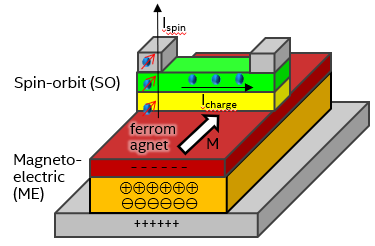 Ispin
Spin-orbit (SO)
Icharge
ferrom
agnet
M
Magneto-
electric
(ME)
- - - - - -
⊕⊕⊕⊕⊕⊕
⊖⊖⊖⊖⊖⊖
++++++